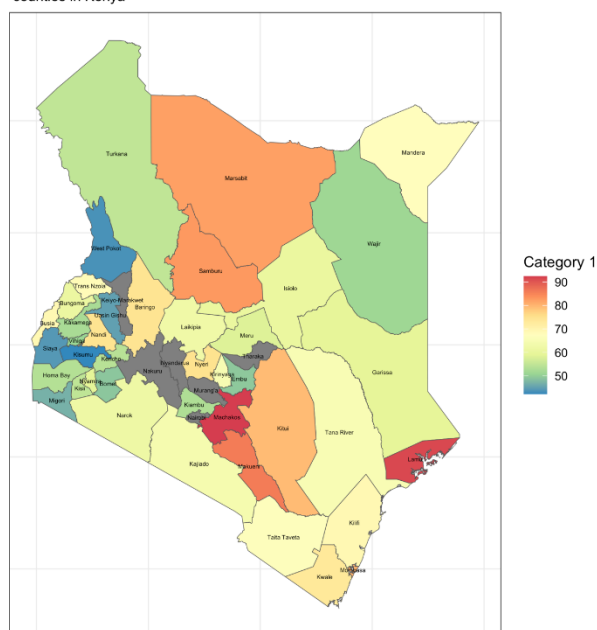 counties in Kenya
Turkana
Mandera
Marsabit
Wajir
West Pokot
Samburu
Isiolo
Trans Nzoia
Keiyo-Marakwet
Baringo
Bungoma
Busia
Kakamega
Uasin Gishu
Laikipia
Meru
Nandi
Vihiga
Siaya
Kisumu
Kericho
Nyandarua
Nyeri
Tharaka
Garissa
Nakuru
Kirinyaga
Embu
Homa Bay
Nyamira
Kisii
Bomet
Murang'a
Migori
Kiambu
Nairobi
Machakos
Narok
Kitui
Tana River
Kajiado
Makueni
Lamu
Taita Taveta
Kilifi
Kwale
Mombasa
Category 1
90
80
70
60
50